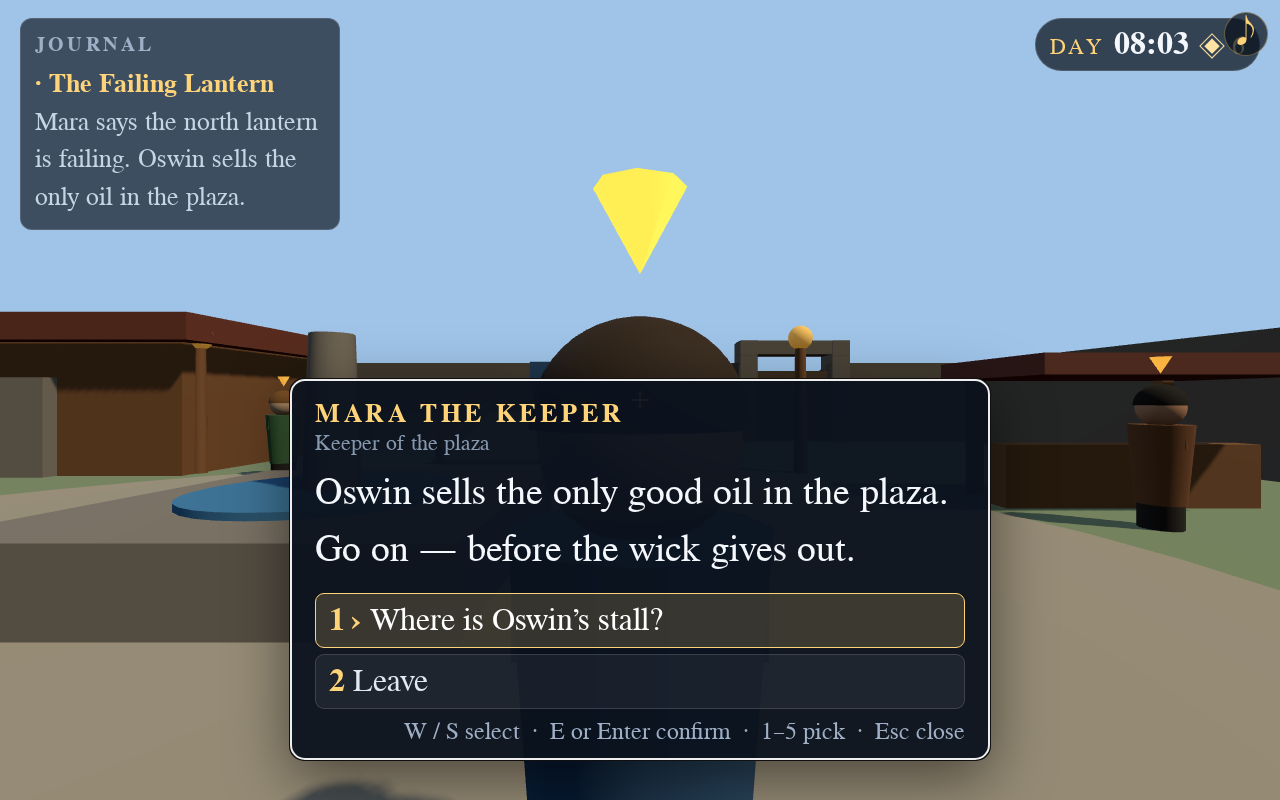 JOURNAL
· The Failing Lantern
Mara says the north lantern
is failing. Oswin sells the
only oil in the plaza.
DAY 08:03 ◈
MARA THE KEEPER
Keeper of the plaza
Oswin sells the only good oil in the plaza.
Go on — before the wick gives out.
1 › Where is Oswin’s stall?
2 Leave
W / S select · E or Enter confirm · 1–5 pick · Esc close